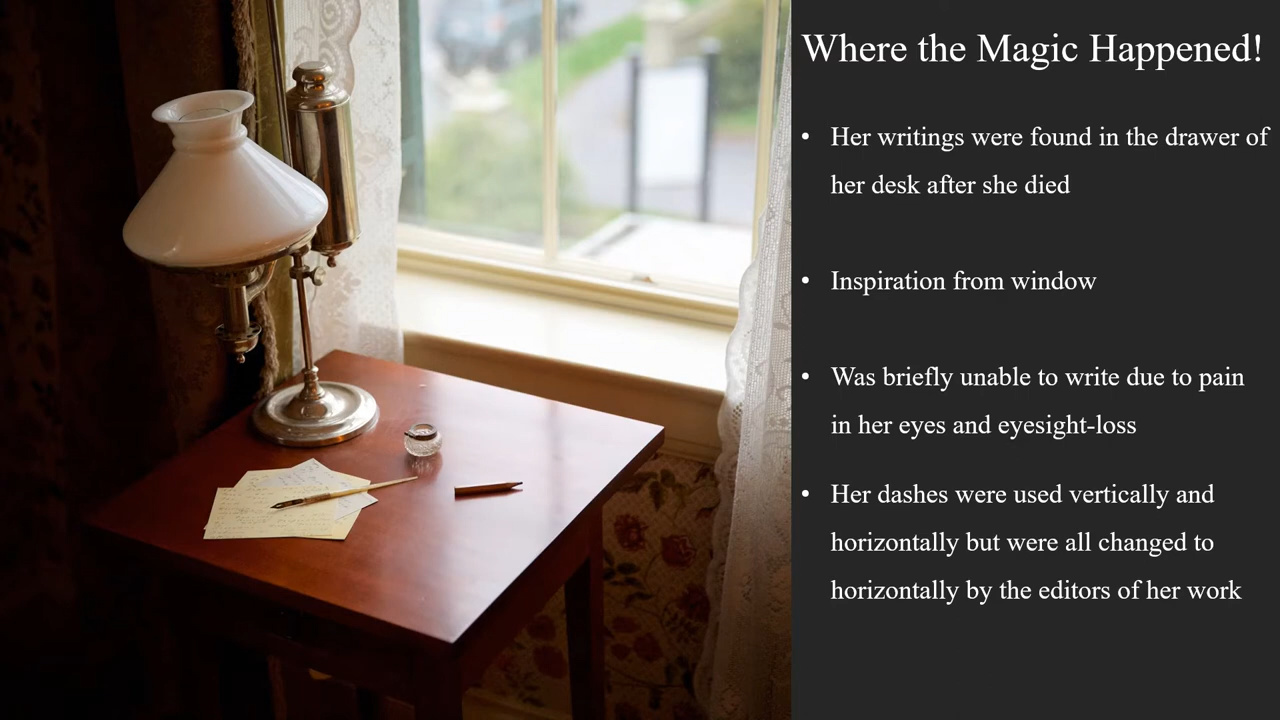 Where the Magic Happened!
• Her writings were found in the drawer of
her desk after she died
• Inspiration from window
• Was briefly unable to write due to pain
in her eyes and eyesight-loss
• Her dashes were used vertically and
horizontally but were all changed to
horizontally by the editors of her work